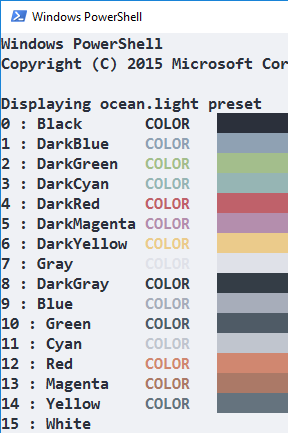 Windows PowerShell
Windows PowerShell
Copyright (C) 2015 Microsoft Cor
Displaying ocean.light preset
0 : Black COLOR
1 : DarkBlue COLOR
2 : DarkGreen COLOR
3 : DarkCyan COLOR
4 : DarkRed COLOR
5 : DarkMagenta COLOR
6 : DarkYellow COLOR
7 : Gray COLOR
8 : DarkGray COLOR
9 : Blue COLOR
10 : Green COLOR
11 : Cyan COLOR
12 : Red COLOR
13 : Magenta COLOR
14 : Yellow COLOR
15 : White